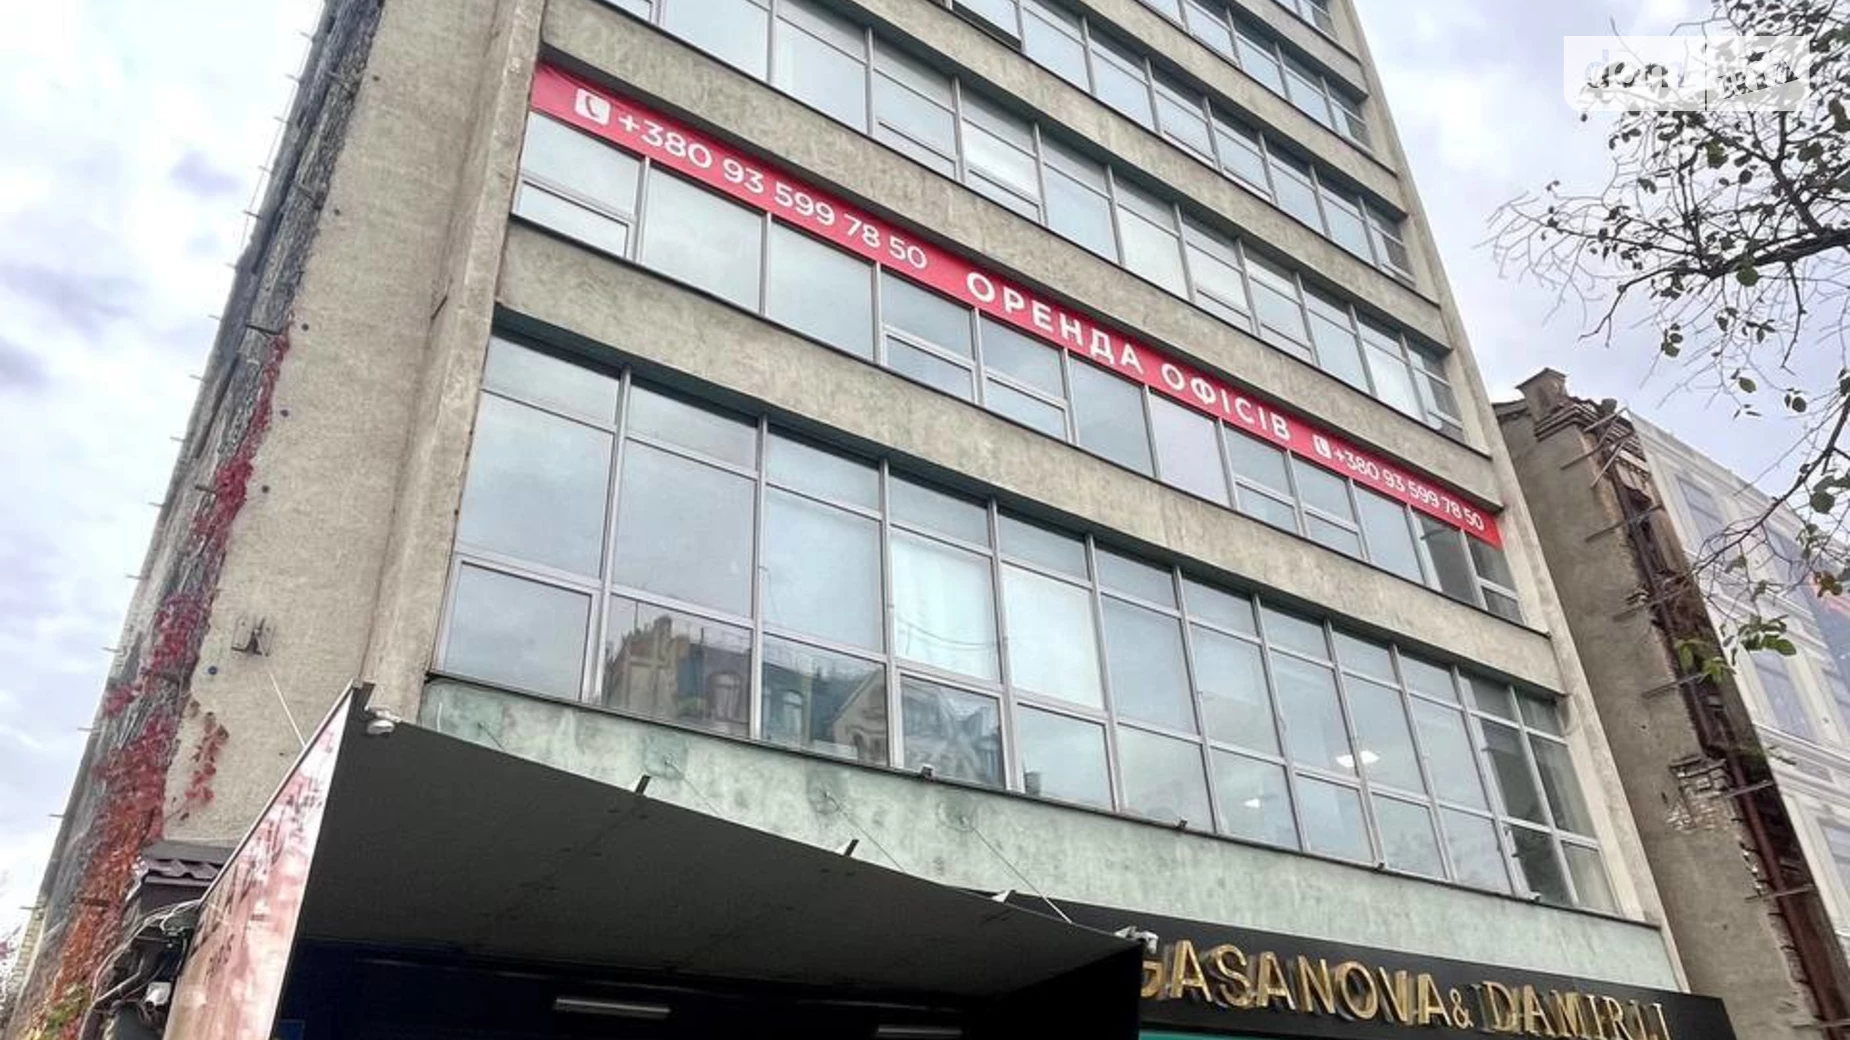 +380 93 599 78 50 ОРЕНДА ОФІСІВ +380 93 599 78 50
GASANOVA & DAMIRLI